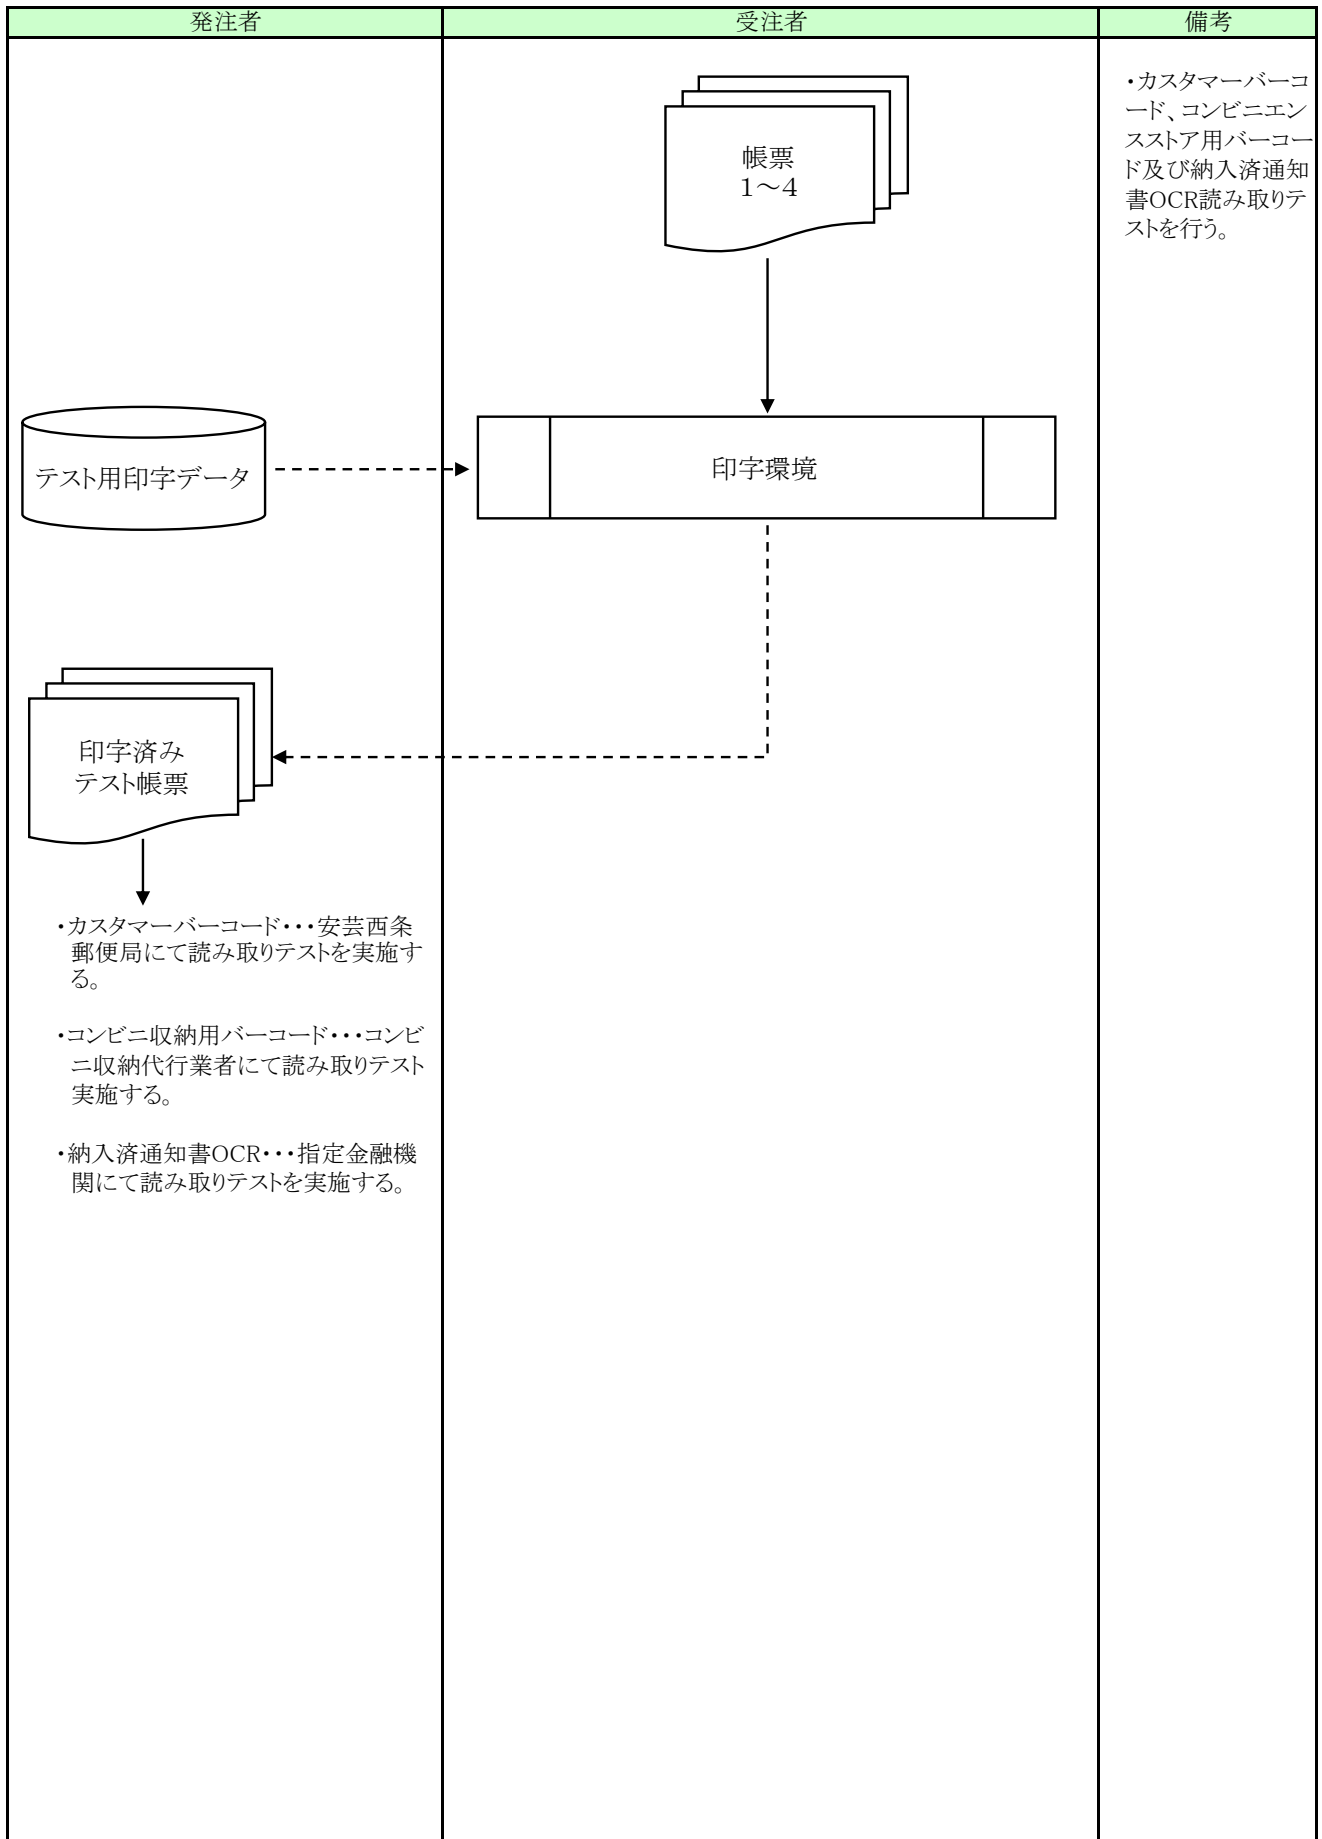 発注者
受注者
備考
・カスタマーバーコ
ード、コンビニエン
スストア用バーコー
ド及び納入済通知
書OCR読み取りテ
ストを行う。
帳票
1～4
テスト用印字データ
印字環境
印字済み
テスト帳票
・カスタマーバーコード・・・安芸西条
郵便局にて読み取りテストを実施す
る。
・コンビニ収納用バーコード・・・コンビ
ニ収納代行業者にて読み取りテスト
実施する。
・納入済通知書OCR・・・指定金融機
関にて読み取りテストを実施する。